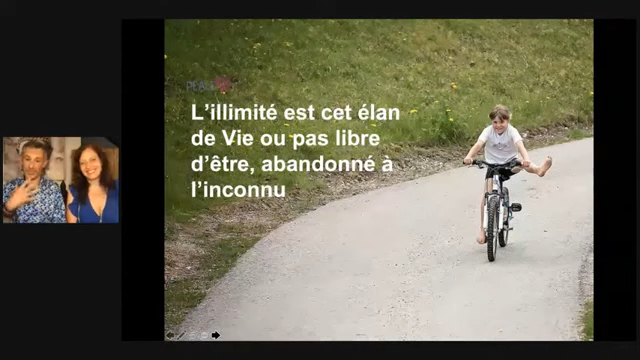 L’illimité est cet élan
de Vie ou pas libre
d’être, abandonné à
l’inconnu